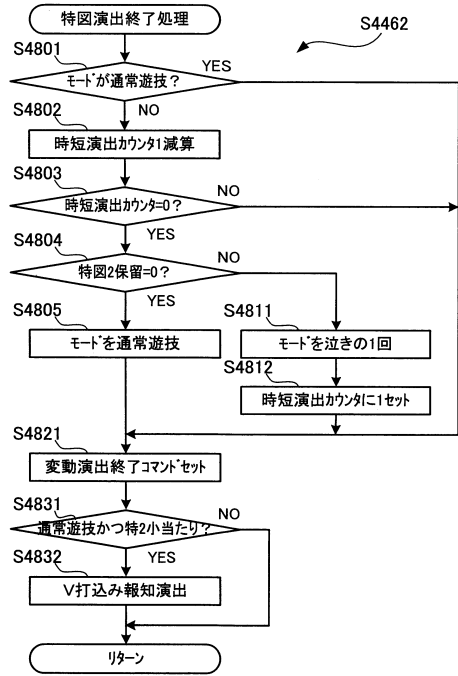 特図演出終了処理
S4462
S4801
モードが通常遊技?
YES
NO
S4802
時短演出カウンタ1減算
S4803
時短演出カウンタ=0?
NO
YES
S4804
特図2保留=0?
NO
YES
S4805
モードを通常遊技
S4811
モードを泣きの1回
S4812
時短演出カウンタに1セット
S4821
変動演出終了コマンドセット
S4831
通常遊技かつ特2小当たり?
NO
YES
S4832
V打込み報知演出
リターン